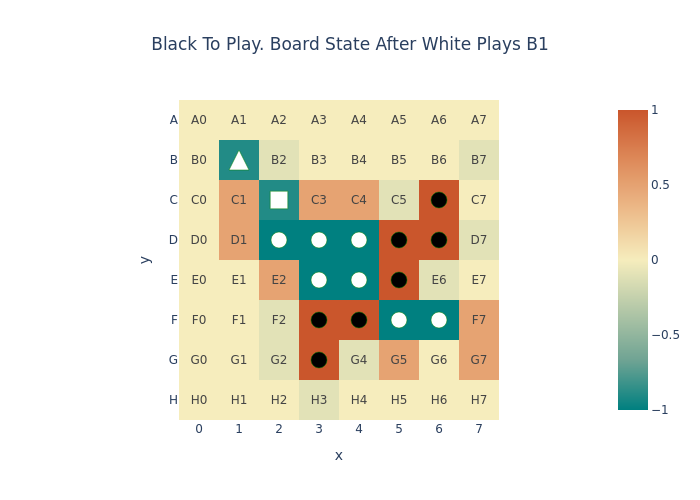 Black To Play. Board State After White Plays B1
A A0 A1 A2 A3 A4 A5 A6 A7
B B0 B2 B3 B4 B5 B6 B7
C C0 C1 C3 C4 C5 C7
D D0 D1 D7
y
E E0 E1 E2 E6 E7
F F0 F1 F2 F7
G G0 G1 G2 G4 G5 G6 G7
H H0 H1 H2 H3 H4 H5 H6 H7
0 1 2 3 4 5 6 7
x
1
0.5
0
−0.5
−1